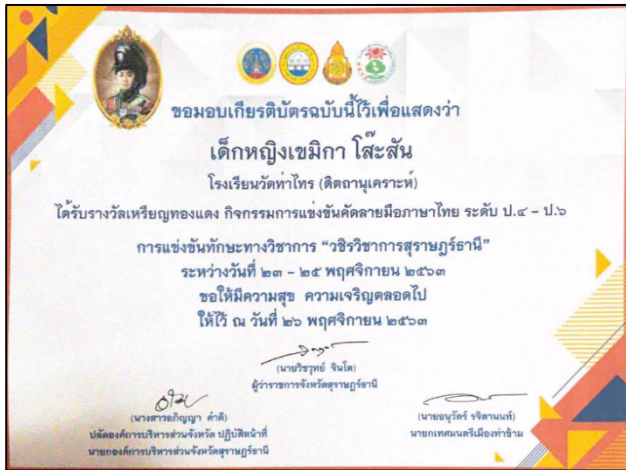 ขอมอบเกียรติบัตรฉบับนี้ไว้เพื่อแสดงว่า
เด็กหญิงเขมิกา โส๊ะสัน
โรงเรียนวัดท่าไทร (ดิตถานุเคราะห์)
ได้รับรางวัลเหรียญทองแดง กิจกรรมการแข่งขันคัดลายมือภาษาไทย ระดับ ป.๔ - ป.๖
การแข่งขันทักษะทางวิชาการ "วชิรวิชาการสุราษฎร์ธานี"
ระหว่างวันที่ ๒๓ - ๒๕ พฤศจิกายน ๒๕๖๓
ขอให้มีความสุข ความเจริญตลอดไป
ให้ไว้ ณ วันที่ ๒๖ พฤศจิกายน ๒๕๖๓
(นายวิชวุทย์ จินโต)
ผู้ว่าราชการจังหวัดสุราษฎร์ธานี
(นางสาวอภิญญา คำดี)
ปลัดองค์การบริหารส่วนจังหวัด ปฏิบัติหน้าที่
นายกองค์การบริหารส่วนจังหวัดสุราษฎร์ธานี
(นายอนุวัตร์ รจิตานนท์)
นายกเทศมนตรีเมืองท่าข้าม